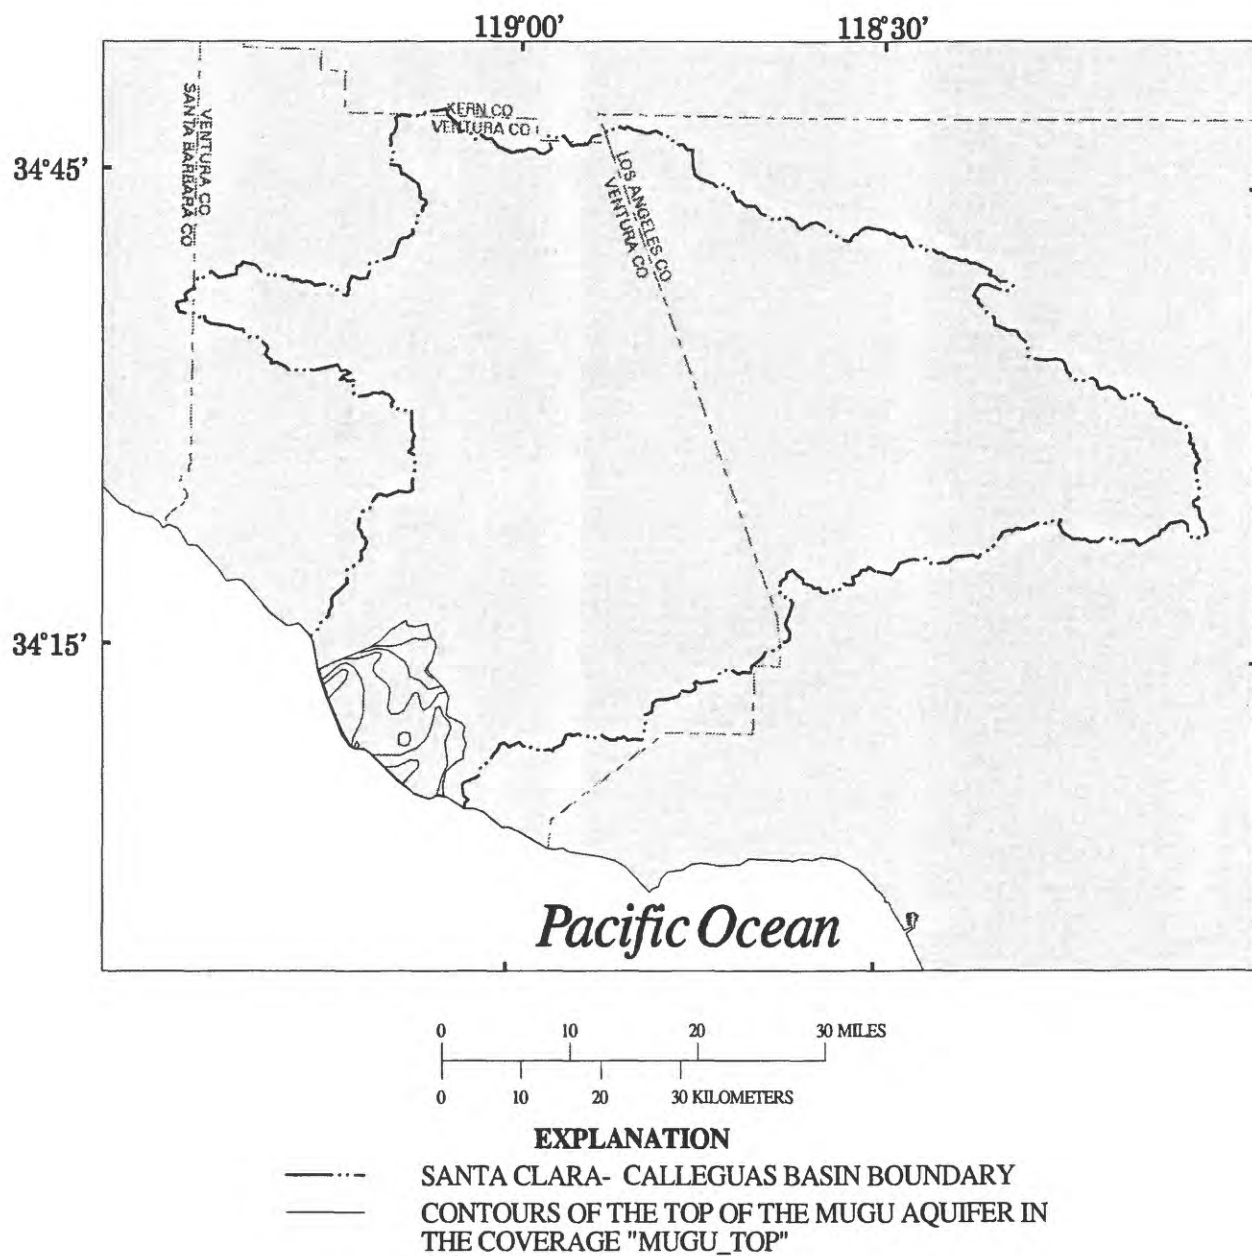 119°00' 118°30'
KERN CO
VENTURA CO
VENTURA CO
SANTA BARBARA CO
34°45'
LOS ANGELES CO
VENTURA CO
34°15'
Pacific Ocean
0 10 20 30 MILES
0 10 20 30 KILOMETERS
EXPLANATION
SANTA CLARA- CALLEGUAS BASIN BOUNDARY
CONTOURS OF THE TOP OF THE MUGU AQUIFER IN
THE COVERAGE "MUGU_TOP"